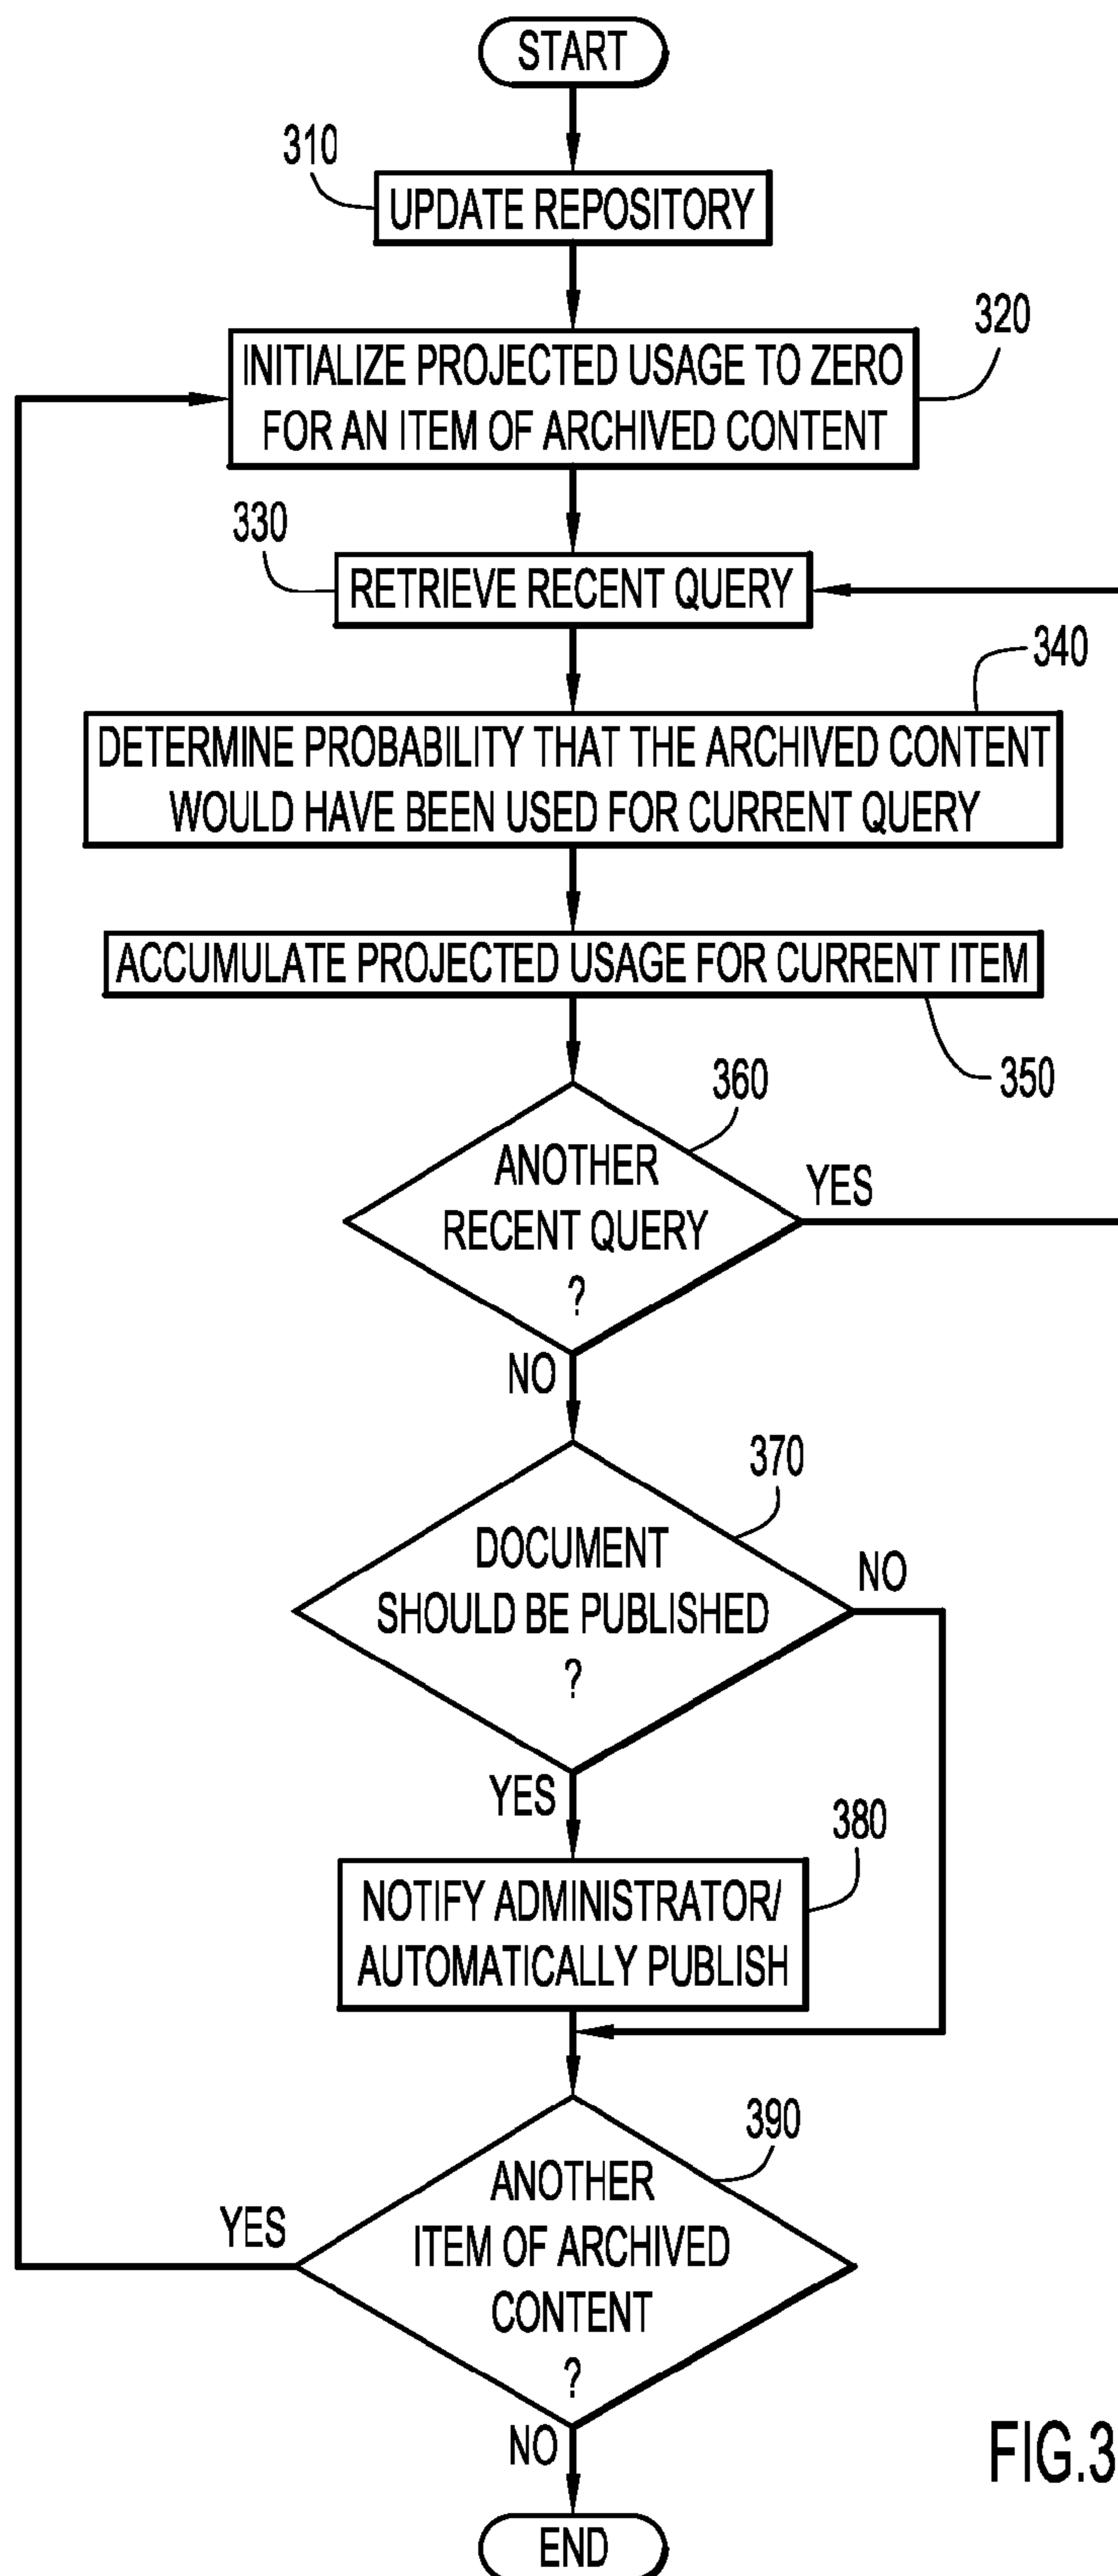 START
310
UPDATE REPOSITORY
320
INITIALIZE PROJECTED USAGE TO ZERO
FOR AN ITEM OF ARCHIVED CONTENT
330
RETRIEVE RECENT QUERY
340
DETERMINE PROBABILITY THAT THE ARCHIVED CONTENT
WOULD HAVE BEEN USED FOR CURRENT QUERY
ACCUMULATE PROJECTED USAGE FOR CURRENT ITEM
350
360
ANOTHER
RECENT QUERY
?
YES
NO
370
DOCUMENT
SHOULD BE PUBLISHED
?
NO
YES
380
NOTIFY ADMINISTRATOR/
AUTOMATICALLY PUBLISH
390
ANOTHER
ITEM OF ARCHIVED
CONTENT
?
YES
NO
FIG.3
END